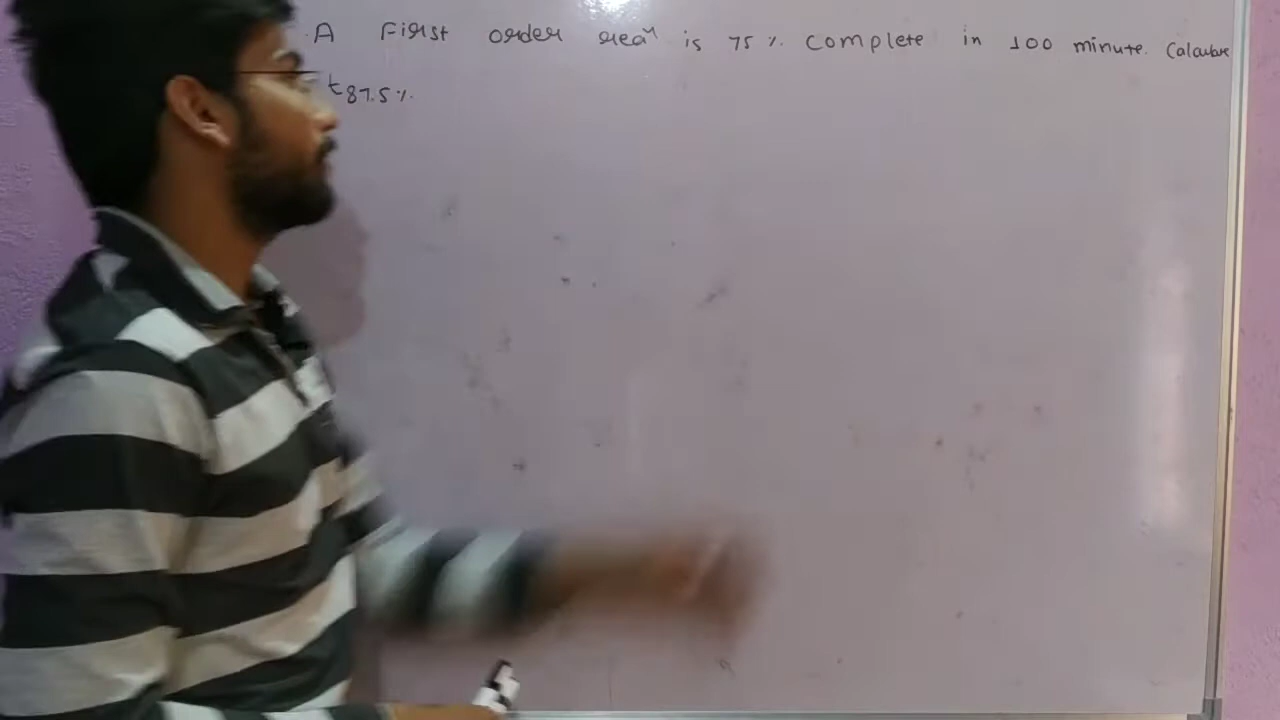 A First order reaⁿ is 75 %. complete in 100 minute. Calculate
t87.5 %.